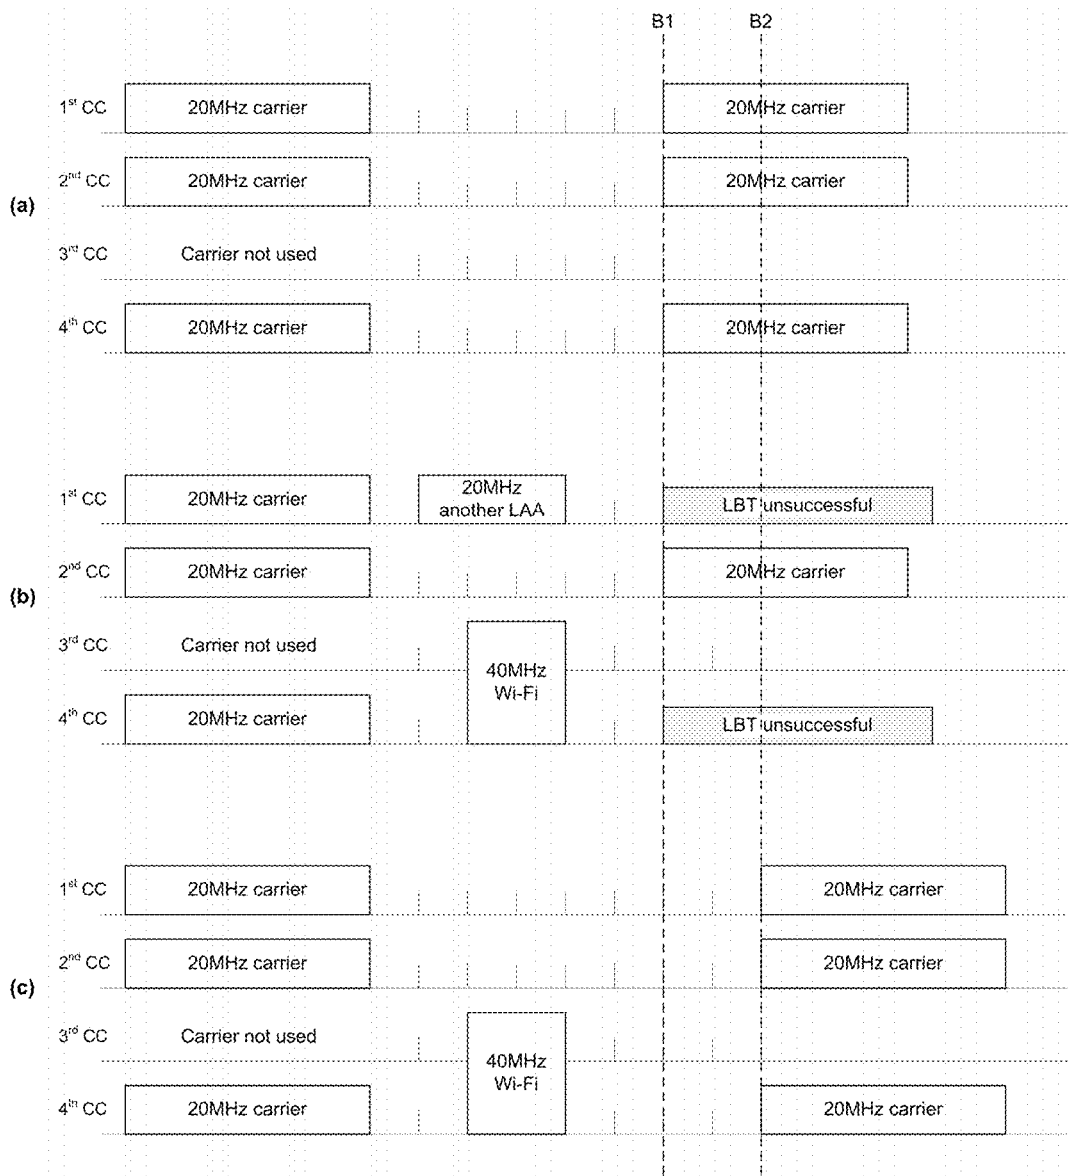 B1 B2
1st CC 20MHz carrier 20MHz carrier
2nd CC 20MHz carrier 20MHz carrier
(a)
3rd CC Carrier not used
4th CC 20MHz carrier 20MHz carrier
1st CC 20MHz carrier 20MHz another LAA LBT unsuccessful
2nd CC 20MHz carrier 20MHz carrier
(b)
3rd CC Carrier not used
40MHz
Wi-Fi
4th CC 20MHz carrier LBT unsuccessful
1st CC 20MHz carrier 20MHz carrier
2nd CC 20MHz carrier 20MHz carrier
(c)
3rd CC Carrier not used
40MHz
Wi-Fi
4th CC 20MHz carrier 20MHz carrier